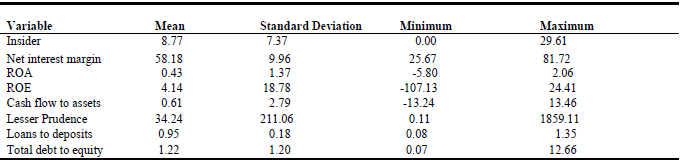 Variable Mean Standard Deviation Minimum Maximum
Insider 8.77 7.37 0.00 29.61
Net interest margin 58.18 9.96 25.67 81.72
ROA 0.43 1.37 -5.80 2.06
ROE 4.14 18.78 -107.13 24.41
Cash flow to assets 0.61 2.79 -13.24 13.46
Lesser Prudence 34.24 211.06 0.11 1859.11
Loans to deposits 0.95 0.18 0.08 1.35
Total debt to equity 1.22 1.20 0.07 12.66